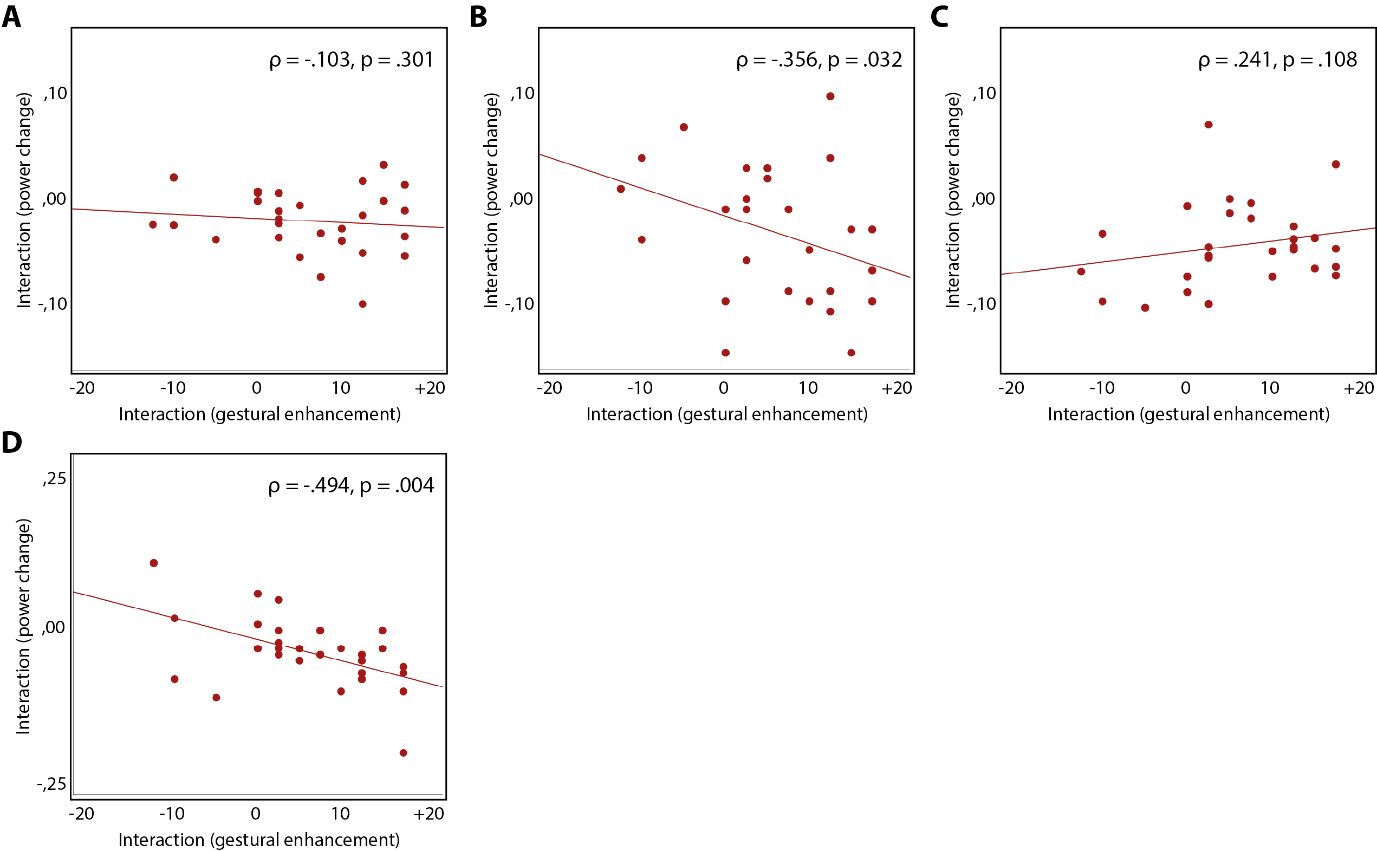 A
ρ = -.103, p = .301
Interaction (power change)
,10
,00
-,10
-20 -10 0 10 +20
Interaction (gestural enhancement)
B
ρ = -.356, p = .032
Interaction (power change)
,10
,00
-,10
-20 -10 0 10 +20
Interaction (gestural enhancement)
C
ρ = .241, p = .108
Interaction (power change)
,10
,00
-,10
-20 -10 0 10 +20
Interaction (gestural enhancement)
D
ρ = -.494, p = .004
Interaction (power change)
,25
,00
-,25
-20 -10 0 10 +20
Interaction (gestural enhancement)